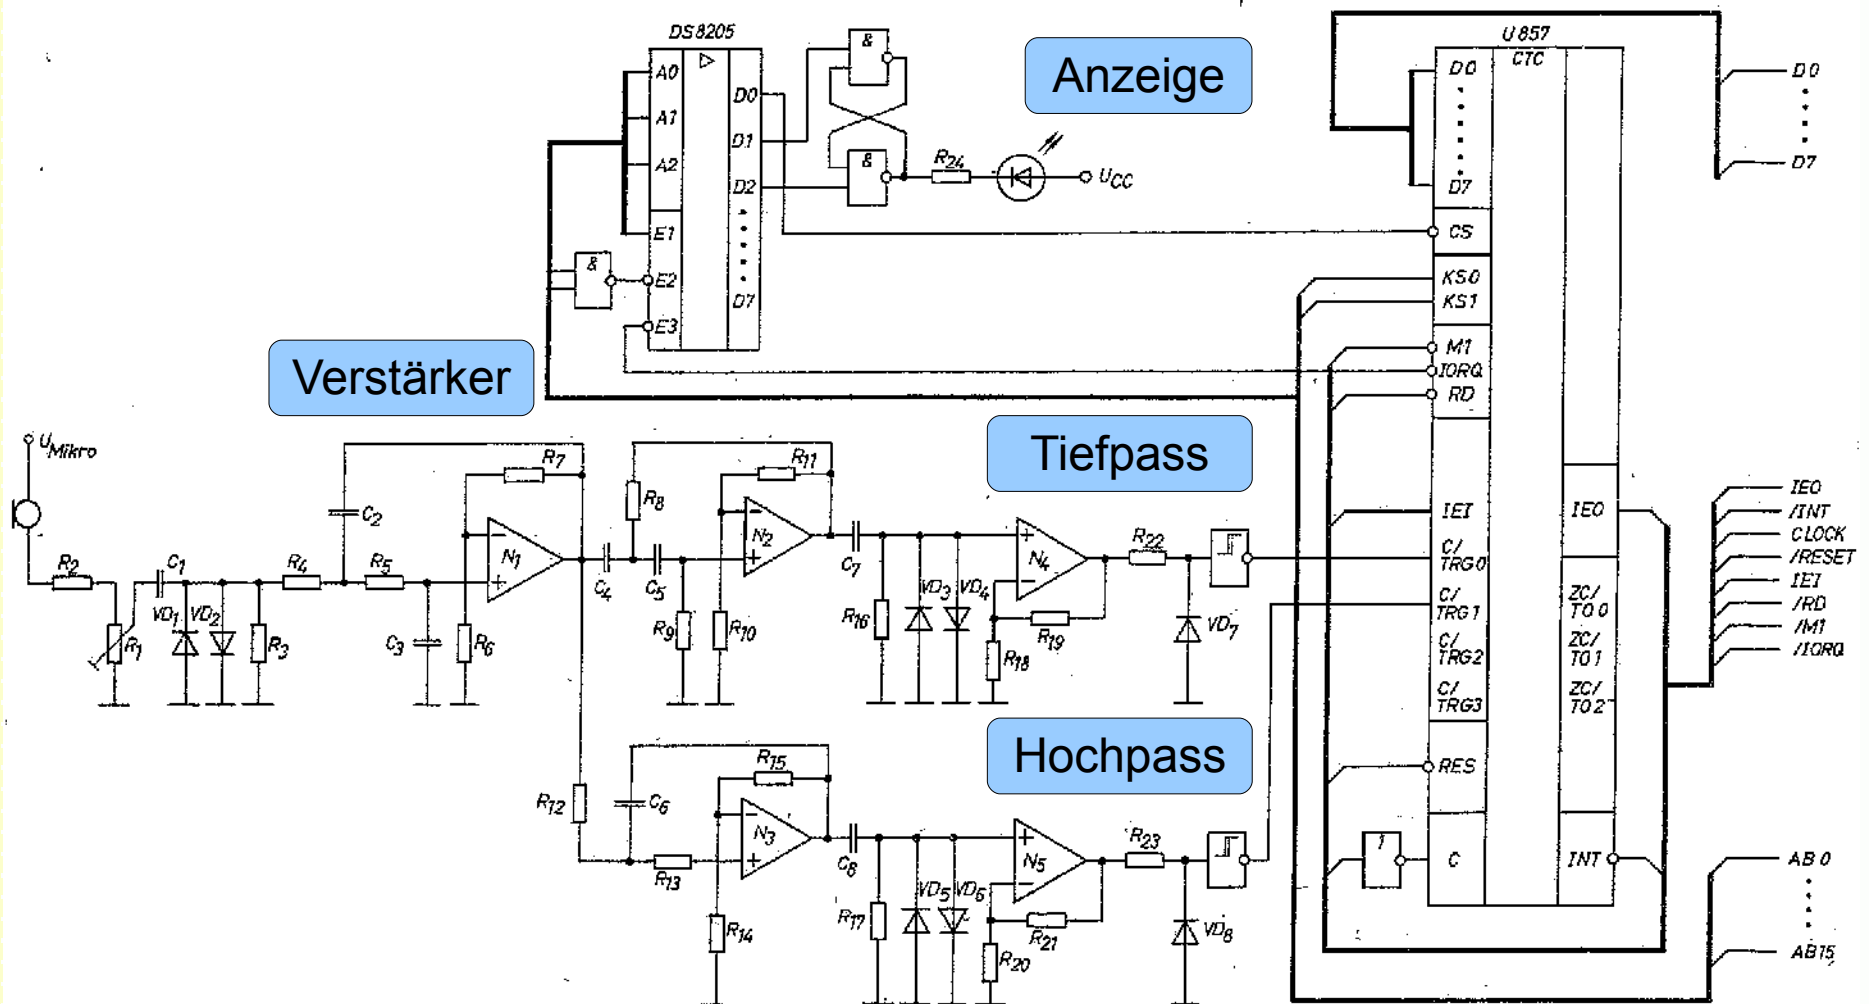 DS8205
U857
CTC
Anzeige
A0
A1
A2
E1
E2
E3
D0
D1
D2
D7
&
&
&
R24
UCC
D0
D7
CS
KS0
KS1
M1
IORQ
RD
IEI
C/
TRG0
C/
TRG1
C/
TRG2
C/
TRG3
RES
C
IEO
ZC/
TO0
ZC/
TO1
ZC/
TO2
INT
1
D0
D7
IEO
/INT
CLOCK
/RESET
IEI
/RD
/M1
/IORQ
AB0
AB15
Verstärker
Tiefpass
Hochpass
UMikro
R2
R1
C1
VD1
VD2
R3
R4
C2
R5
C3
R6
R7
N1
C4
R8
C5
R9
R10
R11
N2
C7
R16
VD3
VD4
N4
R18
R19
R22
VD7
R12
C6
R13
R14
R15
N3
C8
R17
VD5
VD6
N5
R20
R21
R23
VD8